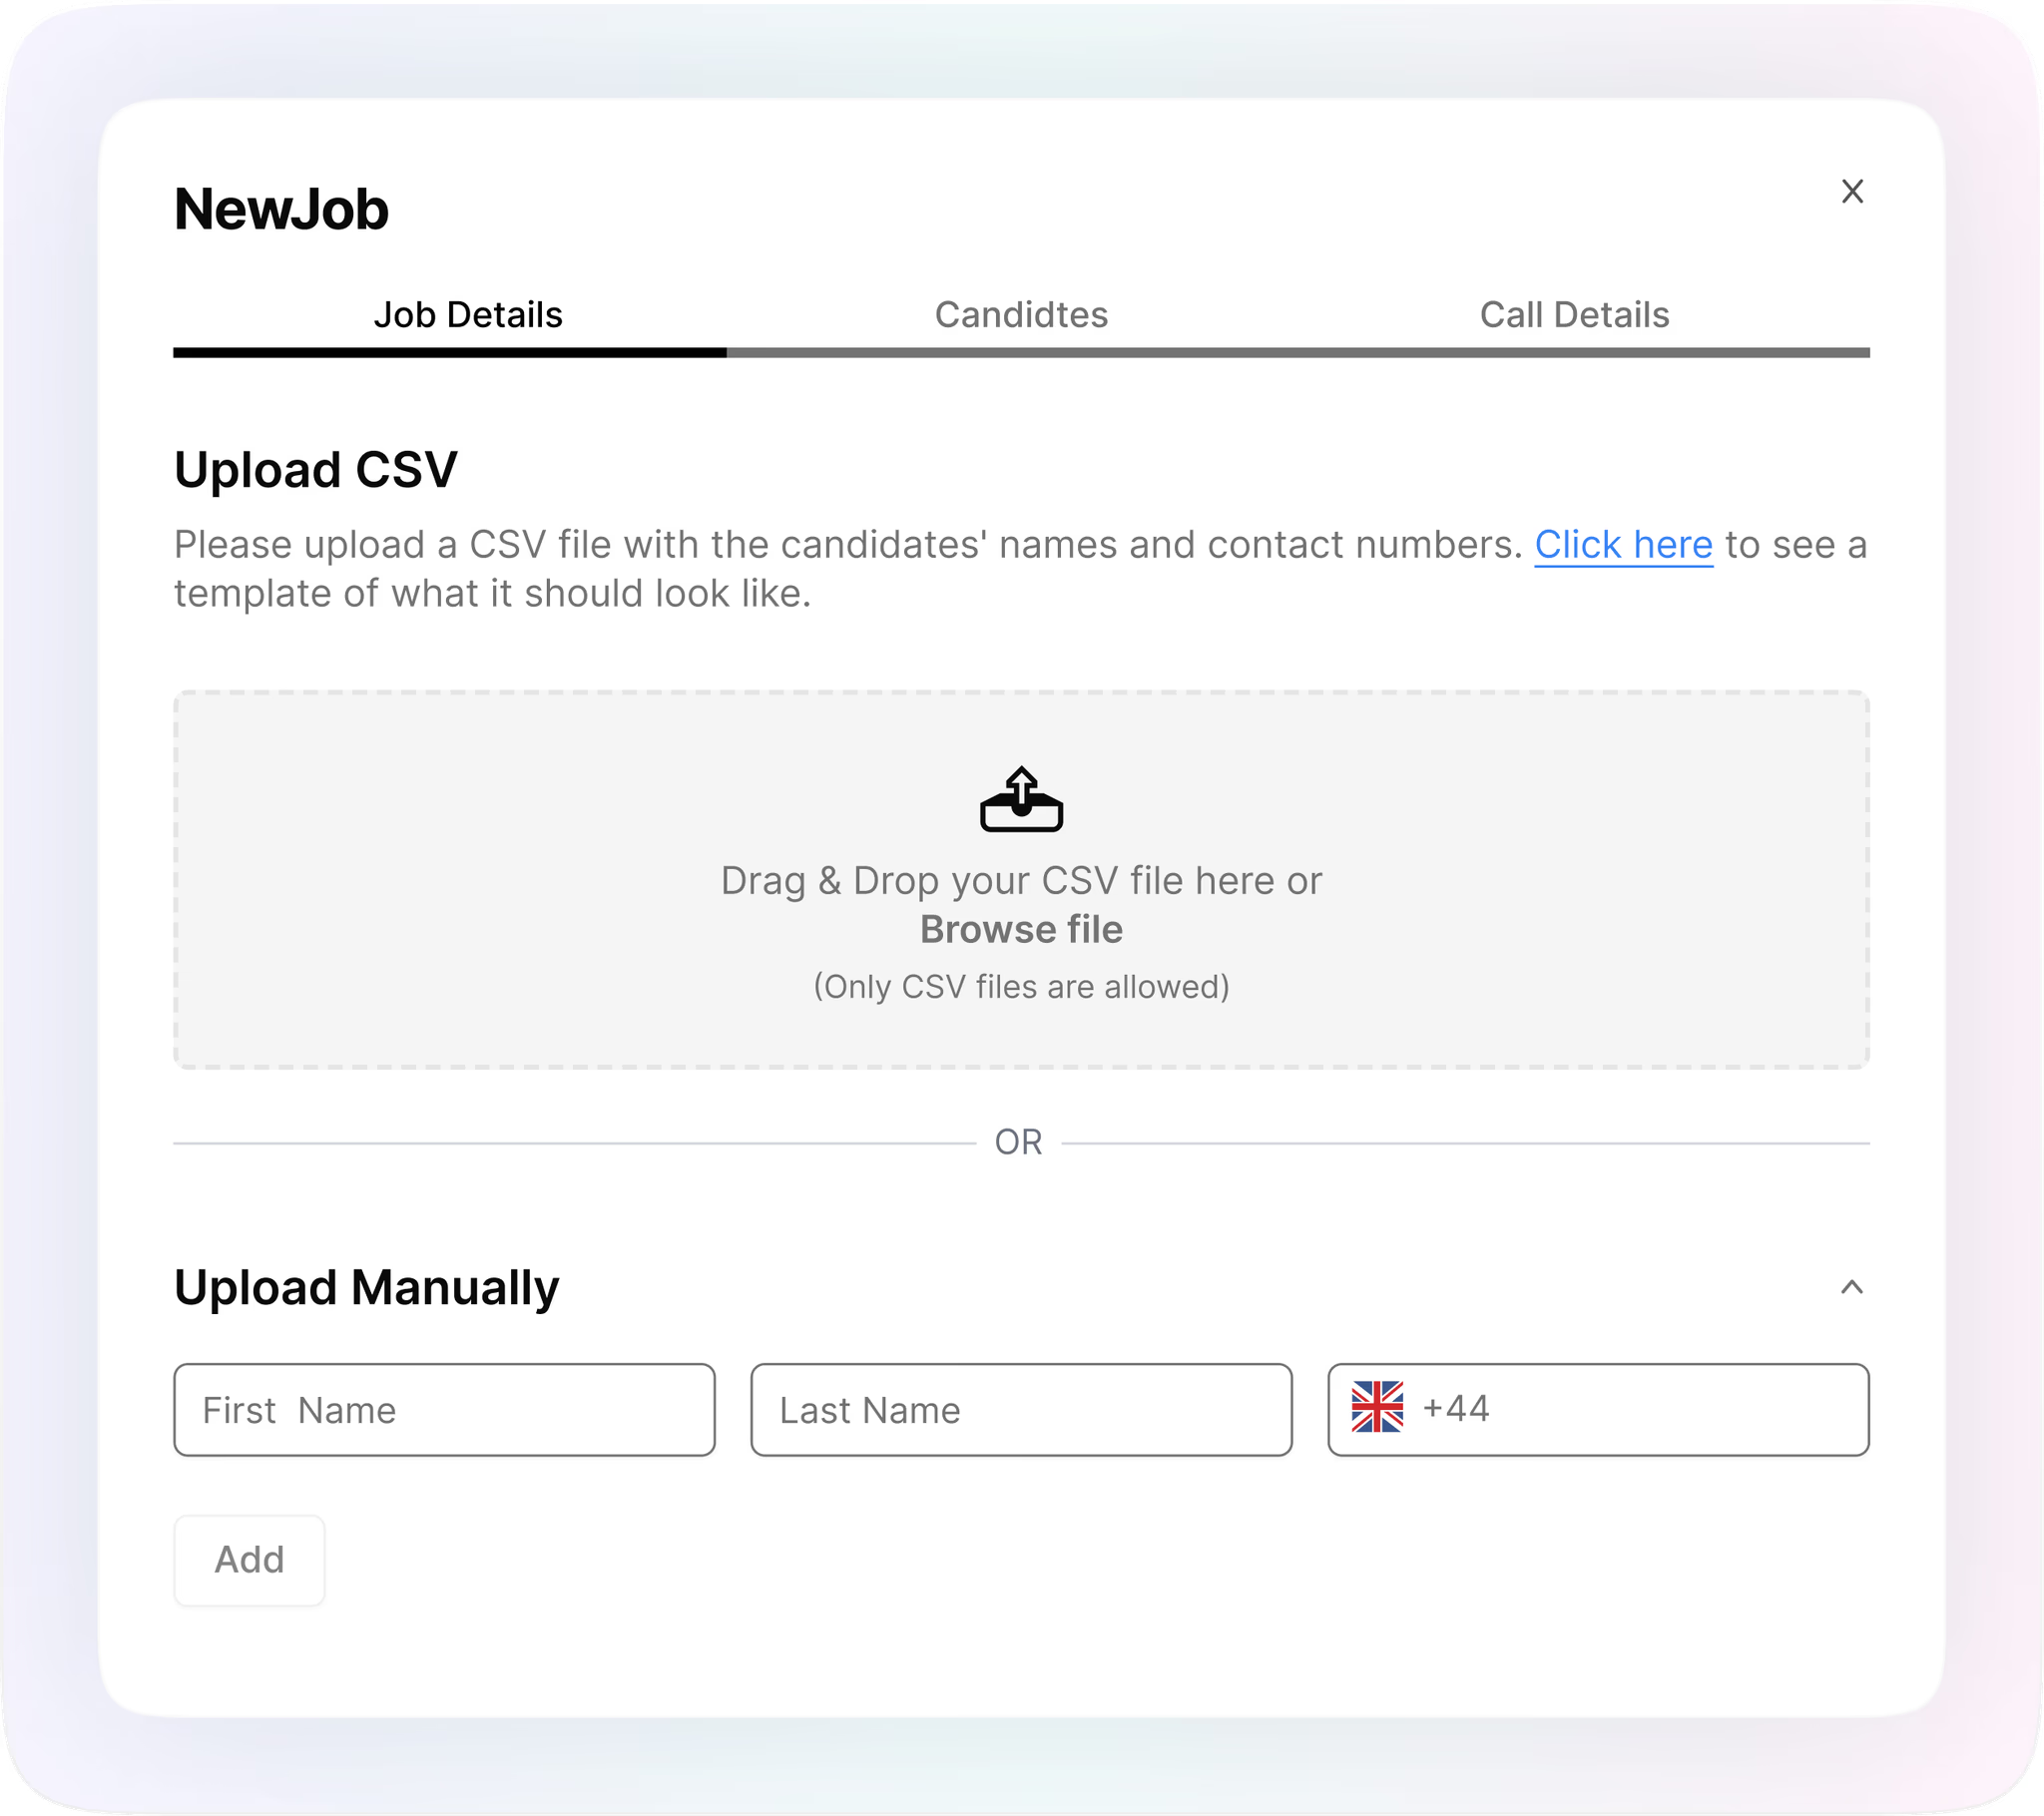 NewJob
Job Details
Candidtes
Call Details
Upload CSV
Please upload a CSV file with the candidates' names and contact numbers. Click here to see a
template of what it should look like.
Drag & Drop your CSV file here or
Browse file
(Only CSV files are allowed)
OR
Upload Manually
First  Name
Last Name
+44
Add